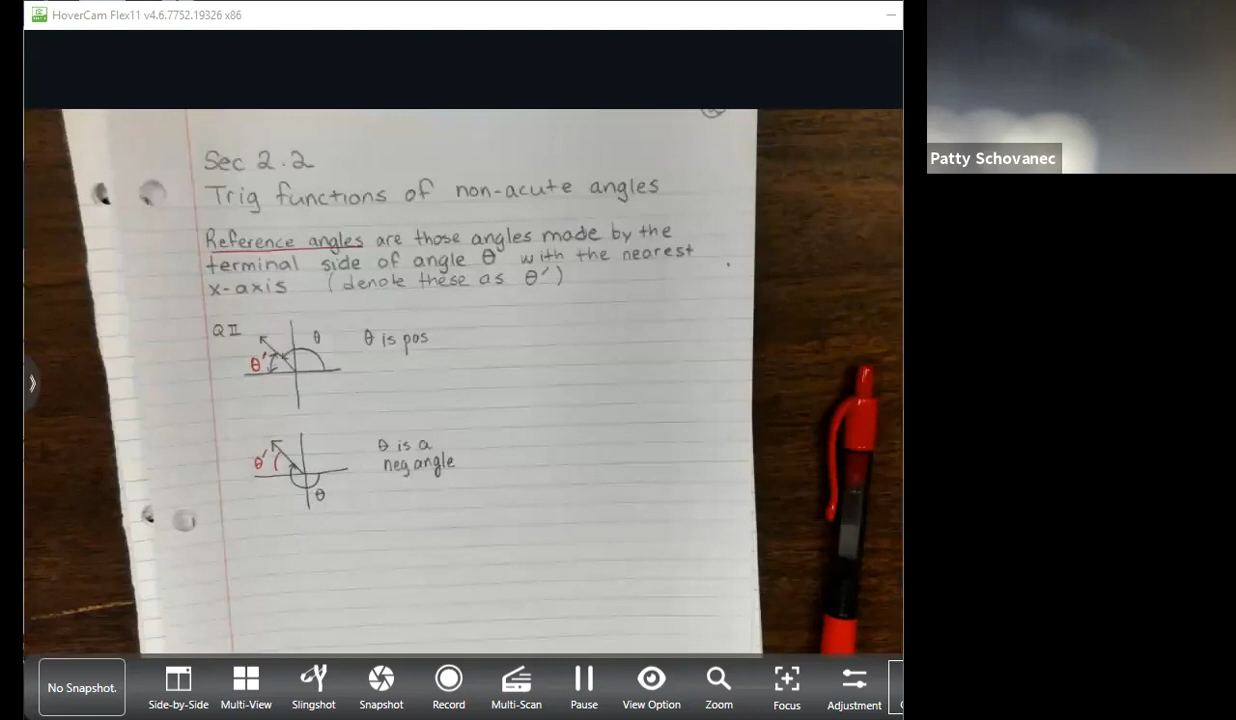 HoverCam Flex11 v4.6.7752.19326 x86
Patty Schovanec
Sec 2.2
Trig functions of non-acute angles
Reference angles are those angles made by the
terminal side of angle θ with the nearest
x-axis (denote these as θ')
QII
θ
θ is pos
θ'
θ is a
neg angle
θ'
θ
No Snapshot.
Side-by-Side
Multi-View
Slingshot
Snapshot
Record
Multi-Scan
Pause
View Option
Zoom
Focus
Adjustment